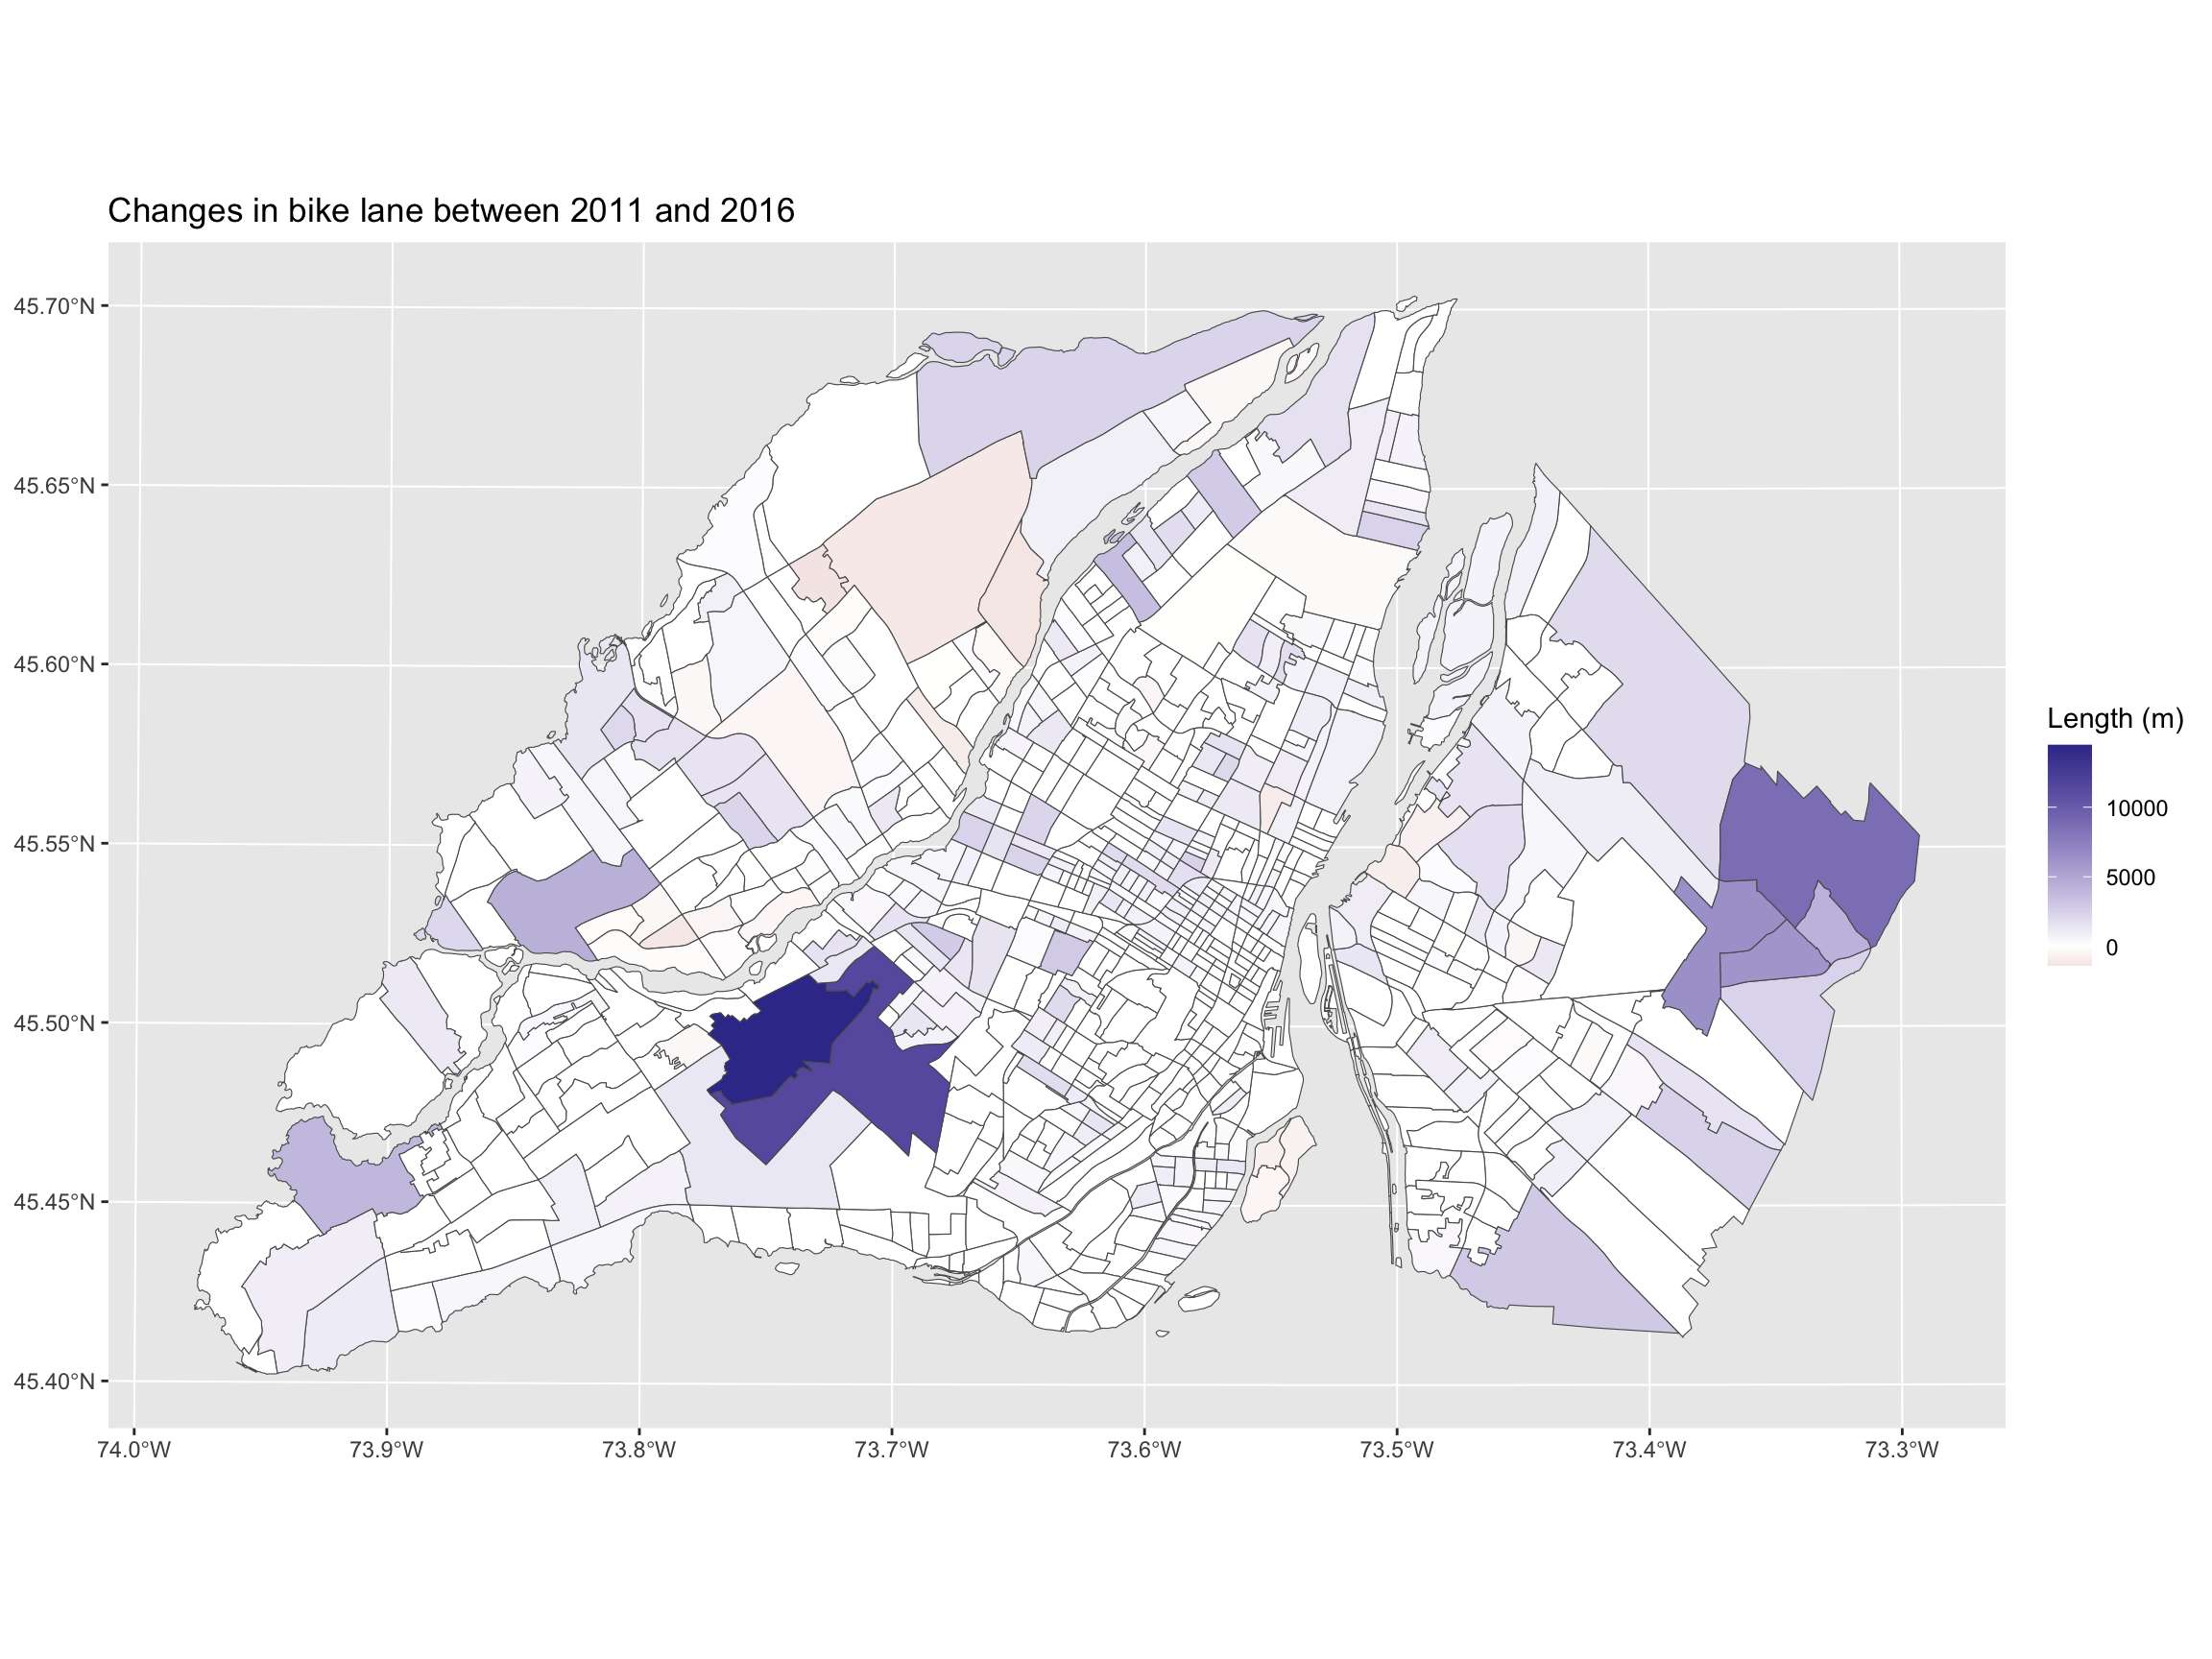 Changes in bike lane between 2011 and 2016
45.70°N
45.65°N
45.60°N
45.55°N
45.50°N
45.45°N
45.40°N
74.0°W 73.9°W 73.8°W 73.7°W 73.6°W 73.5°W 73.4°W 73.3°W
Length (m)
10000
5000
0